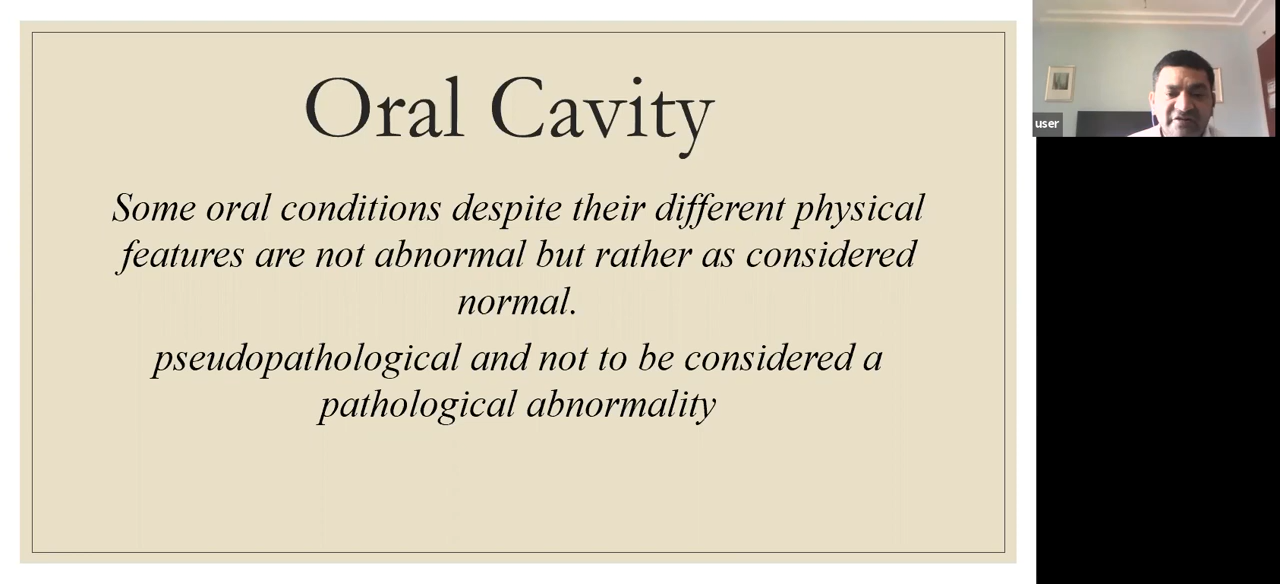 Oral Cavity
Some oral conditions despite their different physical
features are not abnormal but rather as considered
normal.
pseudopathological and not to be considered a
pathological abnormality
user